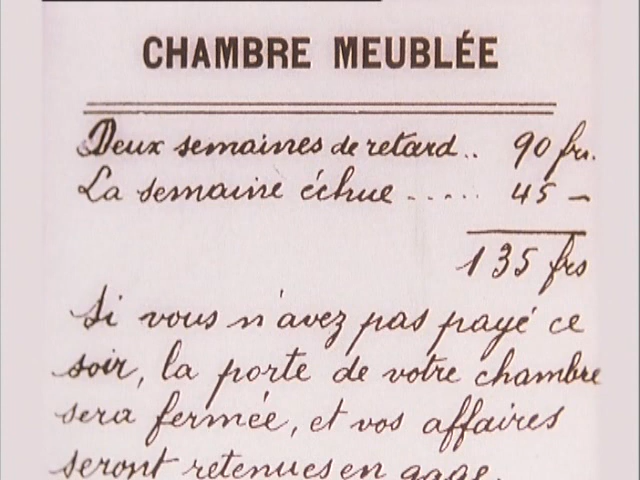 CHAMBRE MEUBLÉE
Deux semaines de retard.. 90 frs.
La semaine échue ..... 45 —
135 frs
Si vous n'avez pas payé ce
soir, la porte de votre chambre
sera fermée, et vos affaires
seront retenues en gage.